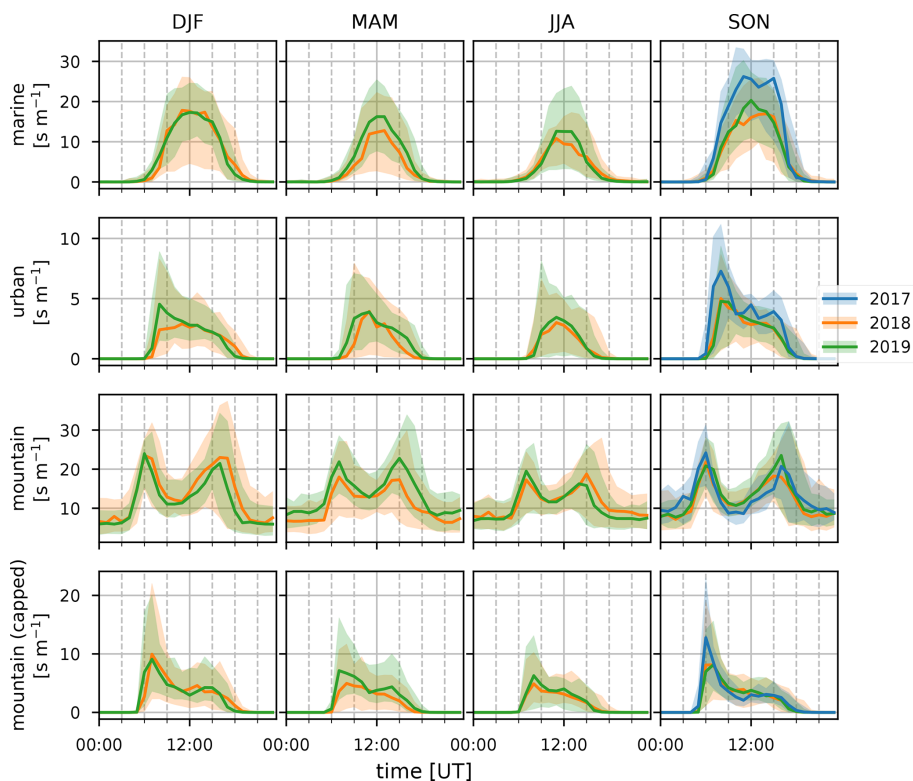 DJF MAM JJA SON
marine
[s m⁻¹]
30
20
10
0
urban
[s m⁻¹]
10
5
0
2017
2018
2019
mountain
[s m⁻¹]
30
20
10
mountain (capped)
[s m⁻¹]
20
10
0
00:00 12:00 00:00 12:00 00:00 12:00 00:00 12:00
time [UT]